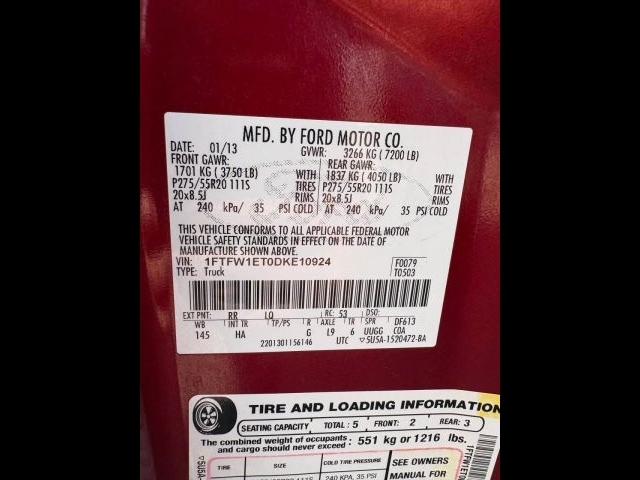 MFD. BY FORD MOTOR CO.
DATE: 01/13 GVWR: 3266 KG ( 7200 LB)
FRONT GAWR: REAR GAWR:
1701 KG ( 3750 LB) WITH 1837 KG ( 4050 LB) WITH
P275/55R20 111S TIRES P275/55R20 111S TIRES
20x8.5J RIMS 20x8.5J RIMS
AT 240 kPa/ 35 PSI COLD AT 240 kPa/ 35 PSI COLD
THIS VEHICLE CONFORMS TO ALL APPLICABLE FEDERAL MOTOR
VEHICLE SAFETY STANDARDS IN EFFECT ON THE DATE OF
MANUFACTURE SHOWN ABOVE.
VIN: 1FTFW1ET0DKE10924 F0079
TYPE: Truck T0503
EXT PNT: RR LQ RC: 53 DSO:
WB INT TR TP/PS R AXLE TR SPR DF613
145 HA G L9 6 UUGG COA
2201301156146 UTC ▽5U5A-1520472-BA
TIRE AND LOADING INFORMATION
SEATING CAPACITY TOTAL: 5 FRONT: 2 REAR: 3
The combined weight of occupants
and cargo should never exceed: 551 kg or 1216 lbs.
TIRE SIZE COLD TIRE PRESSURE SEE OWNERS
240 KPA, 35 PSI MANUAL
▽5U5A-
1FTFW1ET0